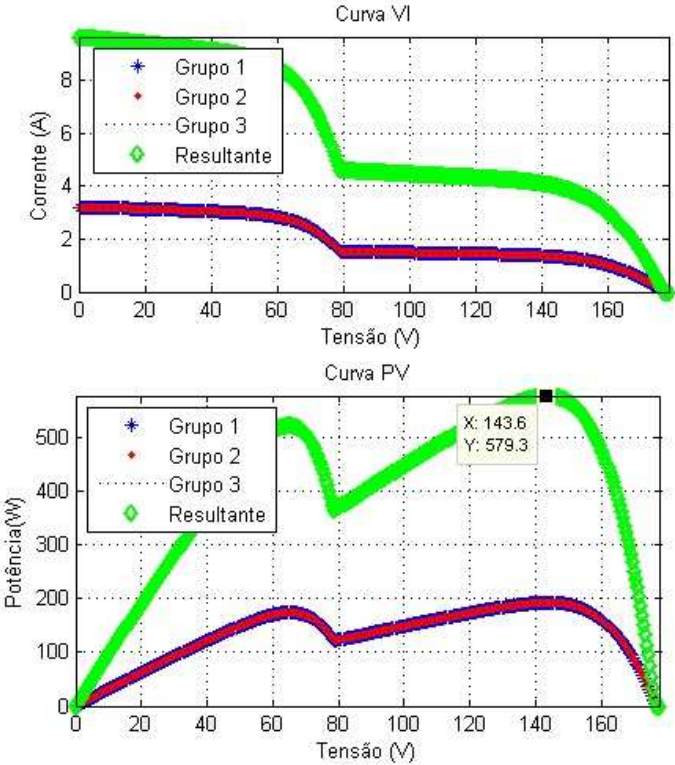 Curva VI
Corrente (A)
8
6
4
2
0
Grupo 1
Grupo 2
Grupo 3
Resultante
0 20 40 60 80 100 120 140 160
Tensão (V)
Curva PV
Potência(W)
500
400
300
200
100
0
Grupo 1
Grupo 2
Grupo 3
Resultante
X: 143.6
Y: 579.3
0 20 40 60 80 100 120 140 160
Tensão (V)